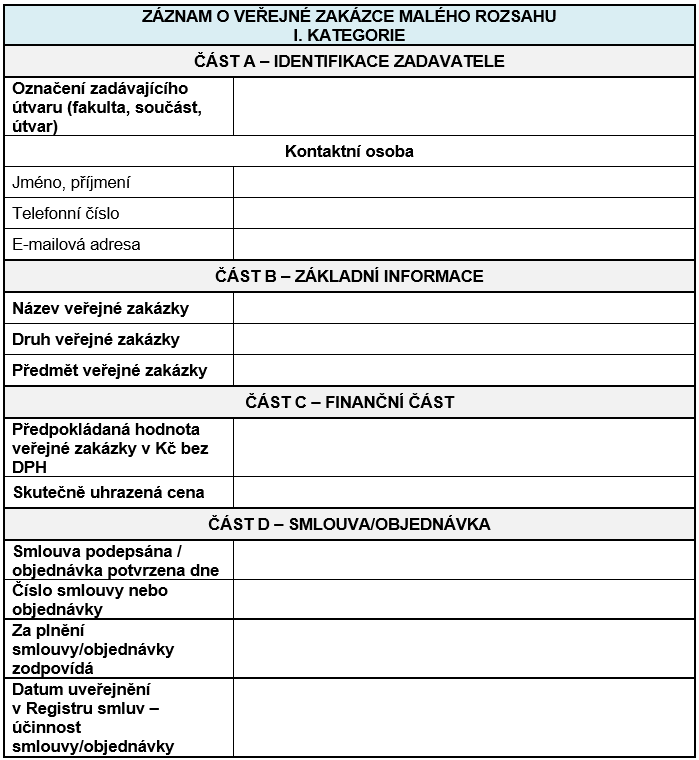 ZÁZNAM O VEŘEJNÉ ZAKÁZCE MALÉHO ROZSAHU
I. KATEGORIE
ČÁST A – IDENTIFIKACE ZADAVATELE
Označení zadávajícího
útvaru (fakulta, součást,
útvar)
Kontaktní osoba
Jméno, příjmení
Telefonní číslo
E-mailová adresa
ČÁST B – ZÁKLADNÍ INFORMACE
Název veřejné zakázky
Druh veřejné zakázky
Předmět veřejné zakázky
ČÁST C – FINANČNÍ ČÁST
Předpokládaná hodnota
veřejné zakázky v Kč bez
DPH
Skutečně uhrazená cena
ČÁST D – SMLOUVA/OBJEDNÁVKA
Smlouva podepsána /
objednávka potvrzena dne
Číslo smlouvy nebo
objednávky
Za plnění
smlouvy/objednávky
zodpovídá
Datum uveřejnění
v Registru smluv –
účinnost
smlouvy/objednávky